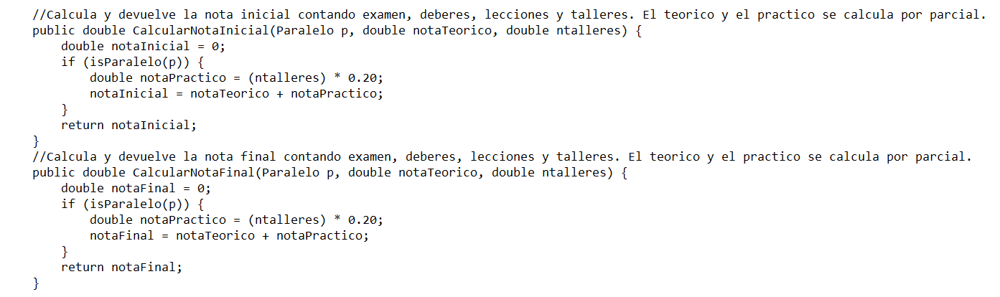 //Calcula y devuelve la nota inicial contando examen, deberes, lecciones y talleres. El teorico y el practico se calcula por parcial.
public double CalcularNotaInicial(Paralelo p, double notaTeorico, double ntalleres) {
    double notaInicial = 0;
    if (isParalelo(p)) {
        double notaPractico = (ntalleres) * 0.20;
        notaInicial = notaTeorico + notaPractico;
    }
    return notaInicial;
}
//Calcula y devuelve la nota final contando examen, deberes, lecciones y talleres. El teorico y el practico se calcula por parcial.
public double CalcularNotaFinal(Paralelo p, double notaTeorico, double ntalleres) {
    double notaFinal = 0;
    if (isParalelo(p)) {
        double notaPractico = (ntalleres) * 0.20;
        notaFinal = notaTeorico + notaPractico;
    }
    return notaFinal;
}